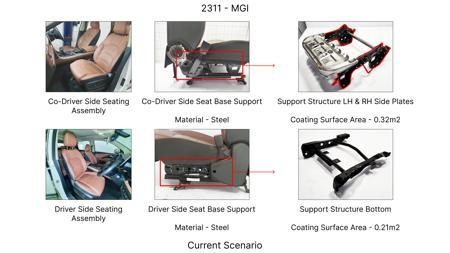 2311 - MGI
Co-Driver Side Seating
Assembly
Co-Driver Side Seat Base Support
Material - Steel
Support Structure LH & RH Side Plates
Coating Surface Area - 0.32m2
Driver Side Seating
Assembly
Driver Side Seat Base Support
Material - Steel
Support Structure Bottom
Coating Surface Area - 0.21m2
Current Scenario